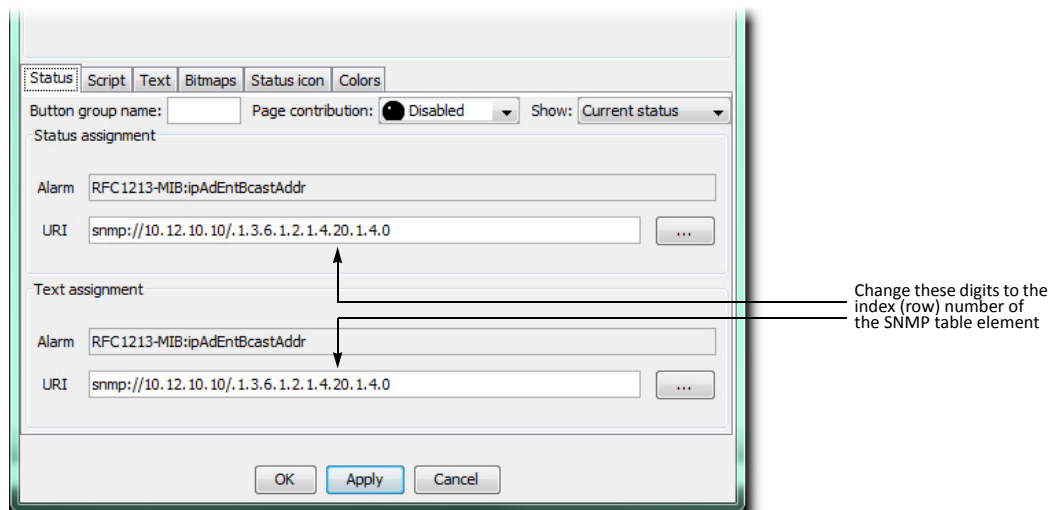 Status Script Text Bitmaps Status icon Colors
Button group name: Page contribution: Disabled Show: Current status
Status assignment
Alarm RFC1213-MIB:ipAdEntBcastAddr
URI snmp://10.12.10.10/.1.3.6.1.2.1.4.20.1.4.0 ...
Text assignment
Alarm RFC1213-MIB:ipAdEntBcastAddr
URI snmp://10.12.10.10/.1.3.6.1.2.1.4.20.1.4.0 ...
Change these digits to the
index (row) number of
the SNMP table element
OK Apply Cancel